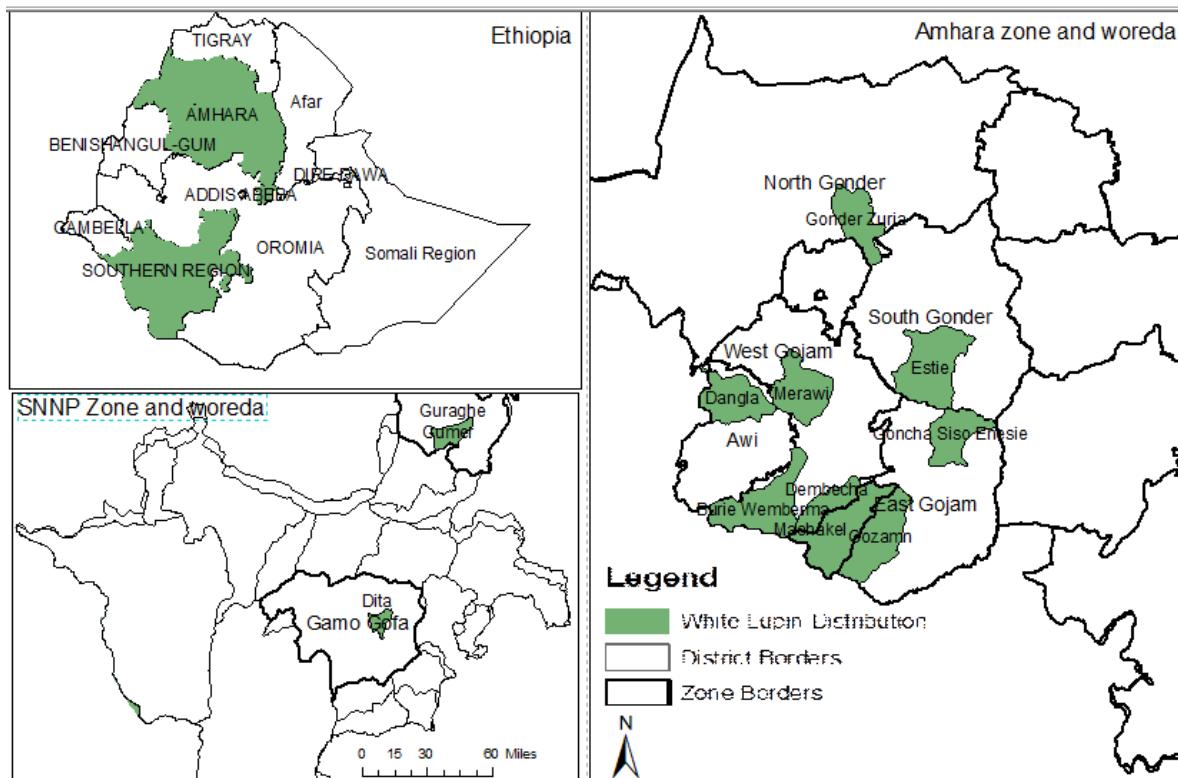 Ethiopia
TIGRAY
Afar
AMHARA
BENISHANGUL-GUM
DIRE DAWA
ADDIS ABEBA
GAMBELLA
OROMIA
Somali Region
SOUTHERN REGION
SNNP Zone and woreda
Guraghe
Gumer
Dita
Gamo Gofa
0 15 30 60 Miles
Amhara zone and woreda
North Gonder
Gonder Zuria
South Gonder
West Gojam
Estie
Dangla
Merawi
Goncha Siso Enesie
Awi
Dembecha
East Gojam
Burie Wemberma
Machakel
Gozamn
Legend
White Lupin Distribution
District Borders
Zone Borders
N